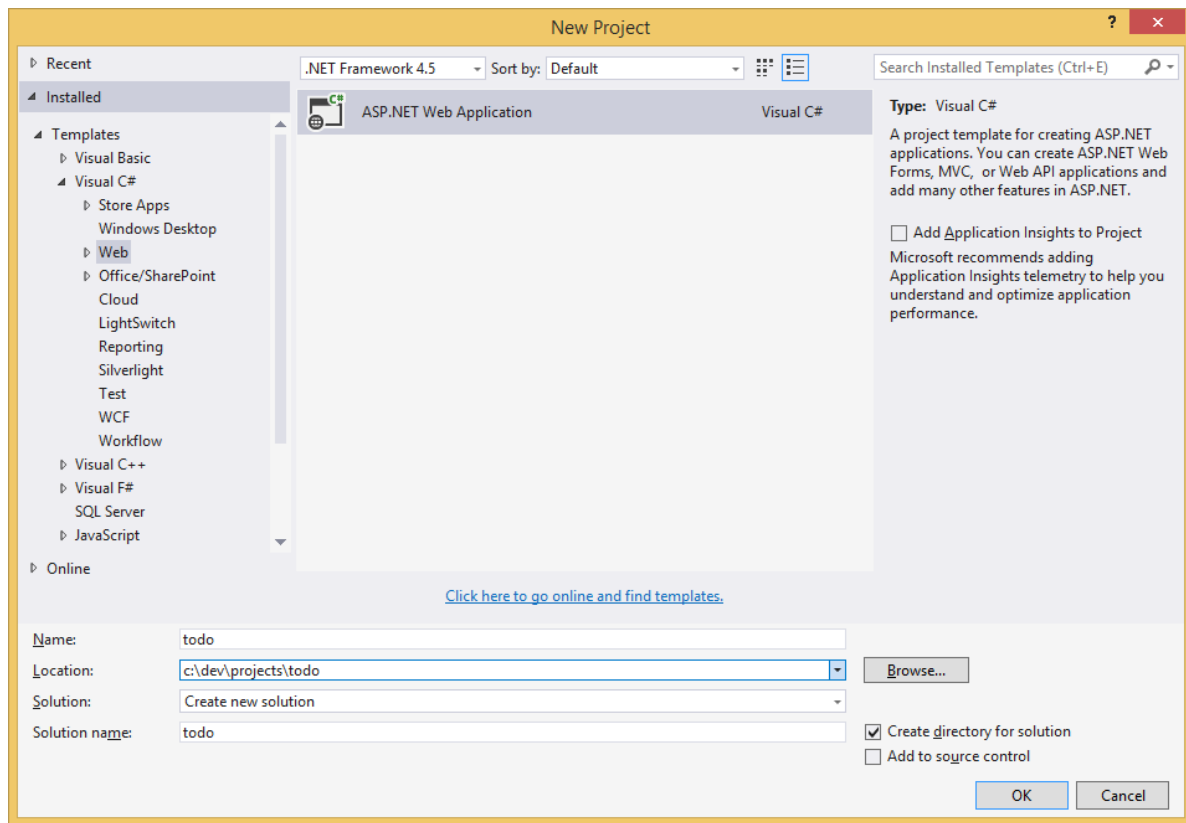 New Project
?
Recent
Installed
Templates
Visual Basic
Visual C#
Store Apps
Windows Desktop
Web
Office/SharePoint
Cloud
LightSwitch
Reporting
Silverlight
Test
WCF
Workflow
Visual C++
Visual F#
SQL Server
JavaScript
Online
.NET Framework 4.5
Sort by: Default
Search Installed Templates (Ctrl+E)
C#
ASP.NET Web Application
Visual C#
Type: Visual C#
A project template for creating ASP.NET
applications. You can create ASP.NET Web
Forms, MVC, or Web API applications and
add many other features in ASP.NET.
Add Application Insights to Project
Microsoft recommends adding
Application Insights telemetry to help you
understand and optimize application
performance.
Click here to go online and find templates.
Name: todo
Location: c:\dev\projects\todo
Browse...
Solution: Create new solution
Solution name: todo
Create directory for solution
Add to source control
OK
Cancel